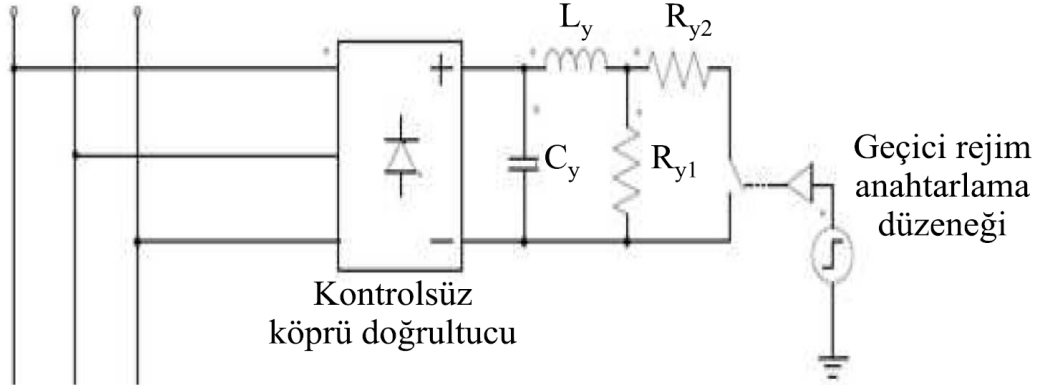 L_y
R_y2
C_y
R_y1
+
−
Geçici rejim
anahtarlama
düzeneği
Kontrolsüz
köprü doğrultucu